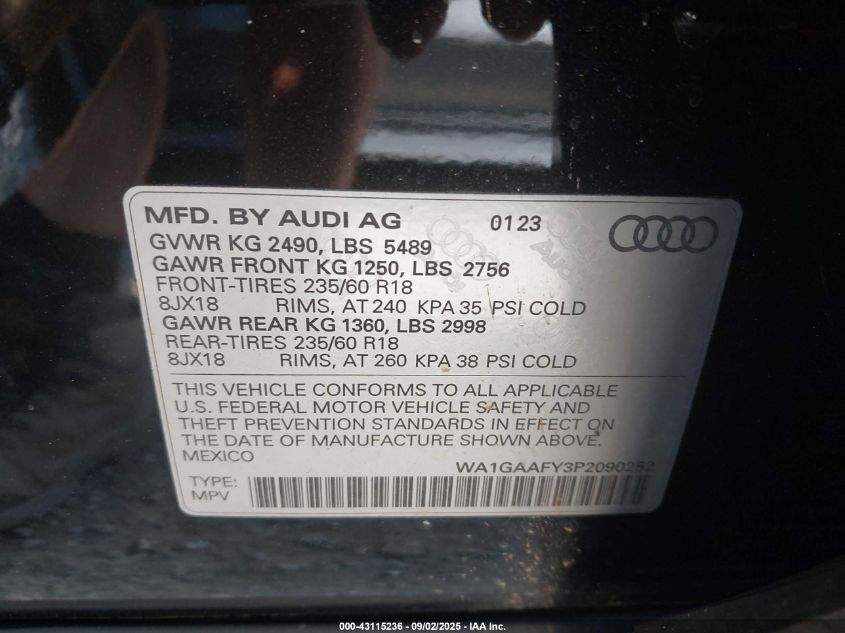 MFD. BY AUDI AG 0123
GVWR KG 2490, LBS 5489
GAWR FRONT KG 1250, LBS 2756
FRONT-TIRES 235/60 R18
8JX18 RIMS, AT 240 KPA 35 PSI COLD
GAWR REAR KG 1360, LBS 2998
REAR-TIRES 235/60 R18
8JX18 RIMS, AT 260 KPA 38 PSI COLD
THIS VEHICLE CONFORMS TO ALL APPLICABLE
U.S. FEDERAL MOTOR VEHICLE SAFETY AND
THEFT PREVENTION STANDARDS IN EFFECT ON
THE DATE OF MANUFACTURE SHOWN ABOVE.
MEXICO
WA1GAAFY3P2090252
TYPE:
MPV
000-43115236 - 09/02/2025 - IAA Inc.